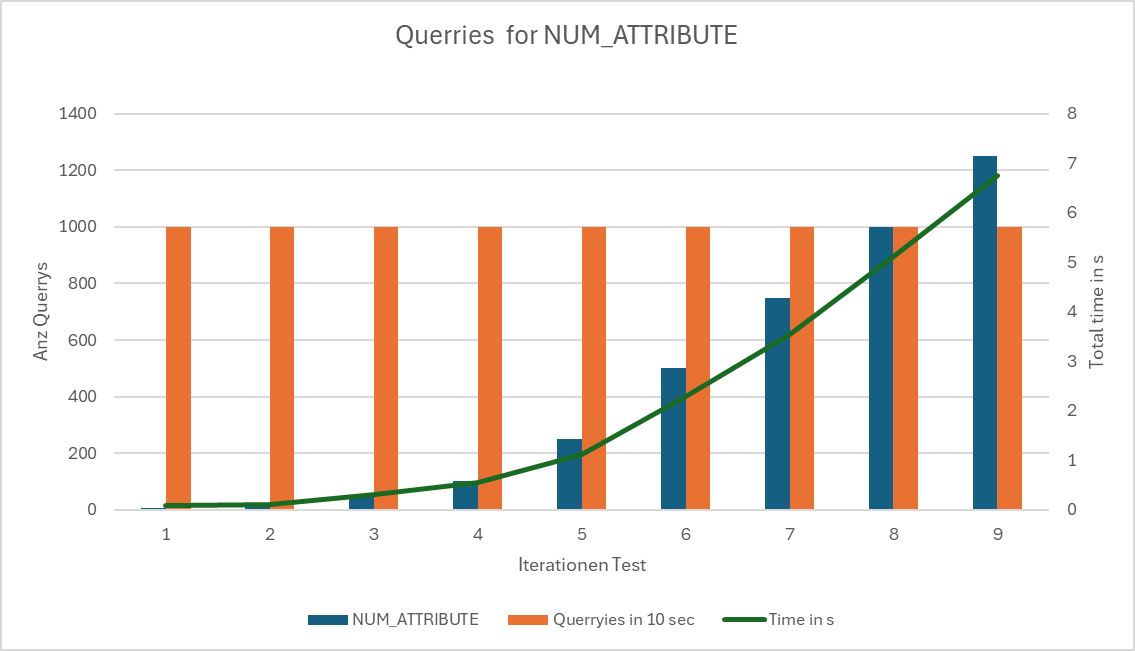 Querries  for NUM_ATTRIBUTE
1400
1200
1000
800
600
400
200
0
Anz Querrys
8
7
6
5
4
3
2
1
0
Total time in s
1 2 3 4 5 6 7 8 9
Iterationen Test
NUM_ATTRIBUTE Querryies in 10 sec Time in s